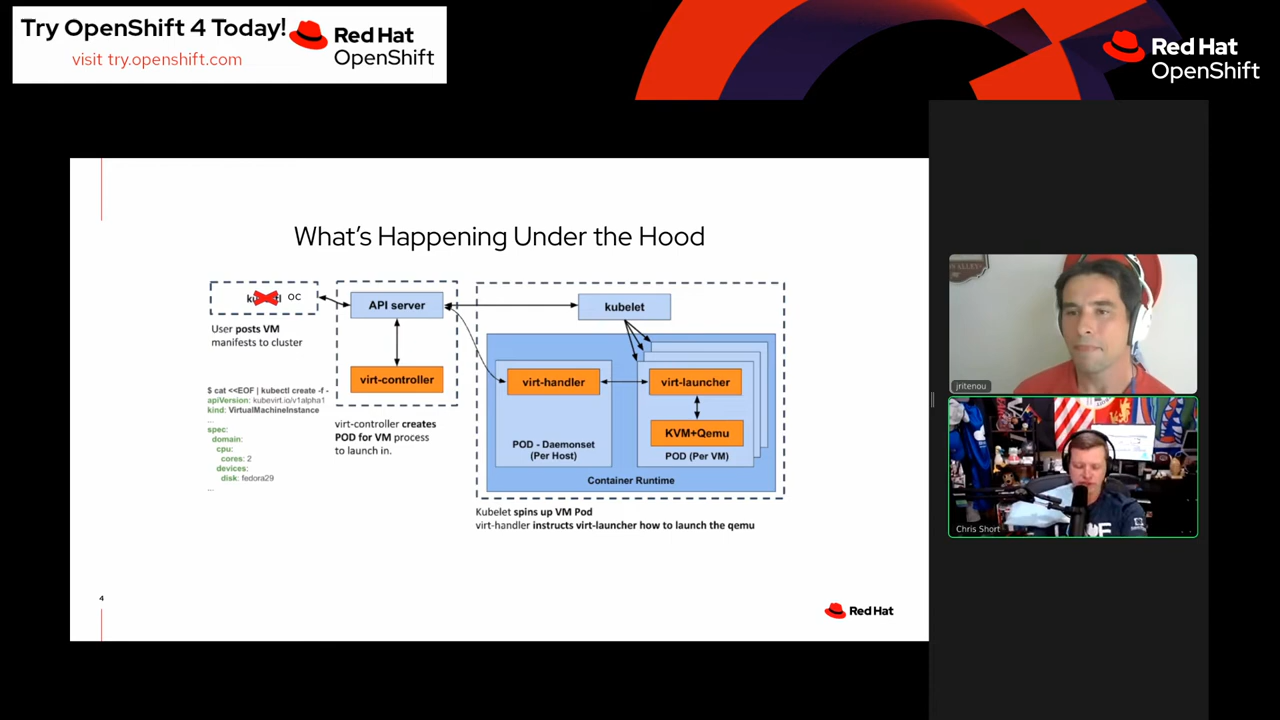 Try OpenShift 4 Today!
visit try.openshift.com
Red Hat
OpenShift
Red Hat
OpenShift
What's Happening Under the Hood
oc
User posts VM
manifests to cluster
$ cat <<EOF | kubectl create -f -
apiVersion: kubevirt.io/v1alpha1
kind: VirtualMachineInstance
...
spec:
domain:
cpu:
cores: 2
devices:
disk: fedora29
...
API server
virt-controller
virt-controller creates
POD for VM process
to launch in.
kubelet
virt-handler
virt-launcher
KVM+Qemu
POD - Daemonset
(Per Host)
POD (Per VM)
Container Runtime
Kubelet spins up VM Pod
virt-handler instructs virt-launcher how to launch the qemu
4
Red Hat
jritenou
Chris Short